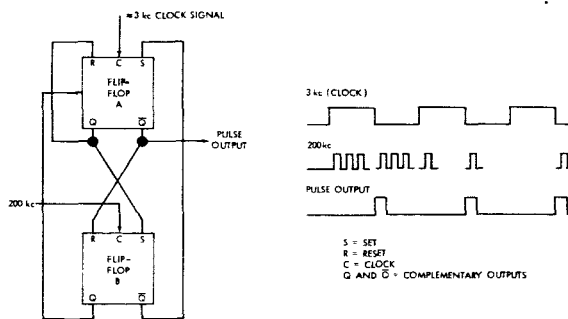 ≈3 kc CLOCK SIGNAL
R C S
FLIP-
FLOP
A
Q Q̅
PULSE
OUTPUT
200 kc
R C S
FLIP-
FLOP
B
Q Q̅
3 kc (CLOCK)
200kc
PULSE OUTPUT
S = SET
R = RESET
C = CLOCK
Q AND Q̅ = COMPLEMENTARY OUTPUTS